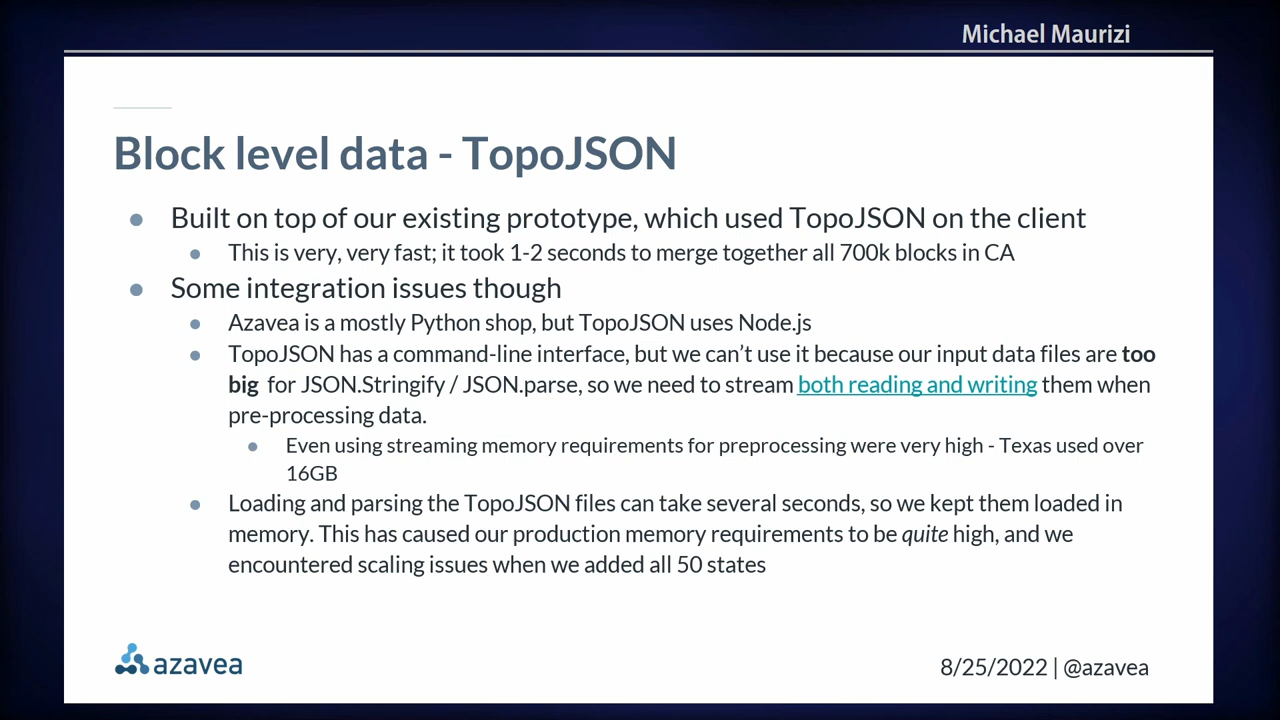 Michael Maurizi
Block level data - TopoJSON
● Built on top of our existing prototype, which used TopoJSON on the client
● This is very, very fast; it took 1-2 seconds to merge together all 700k blocks in CA
● Some integration issues though
● Azavea is a mostly Python shop, but TopoJSON uses Node.js
● TopoJSON has a command-line interface, but we can’t use it because our input data files are too
big for JSON.Stringify / JSON.parse, so we need to stream both reading and writing them when
pre-processing data.
● Even using streaming memory requirements for preprocessing were very high - Texas used over
16GB
● Loading and parsing the TopoJSON files can take several seconds, so we kept them loaded in
memory. This has caused our production memory requirements to be quite high, and we
encountered scaling issues when we added all 50 states
azavea
8/25/2022 | @azavea